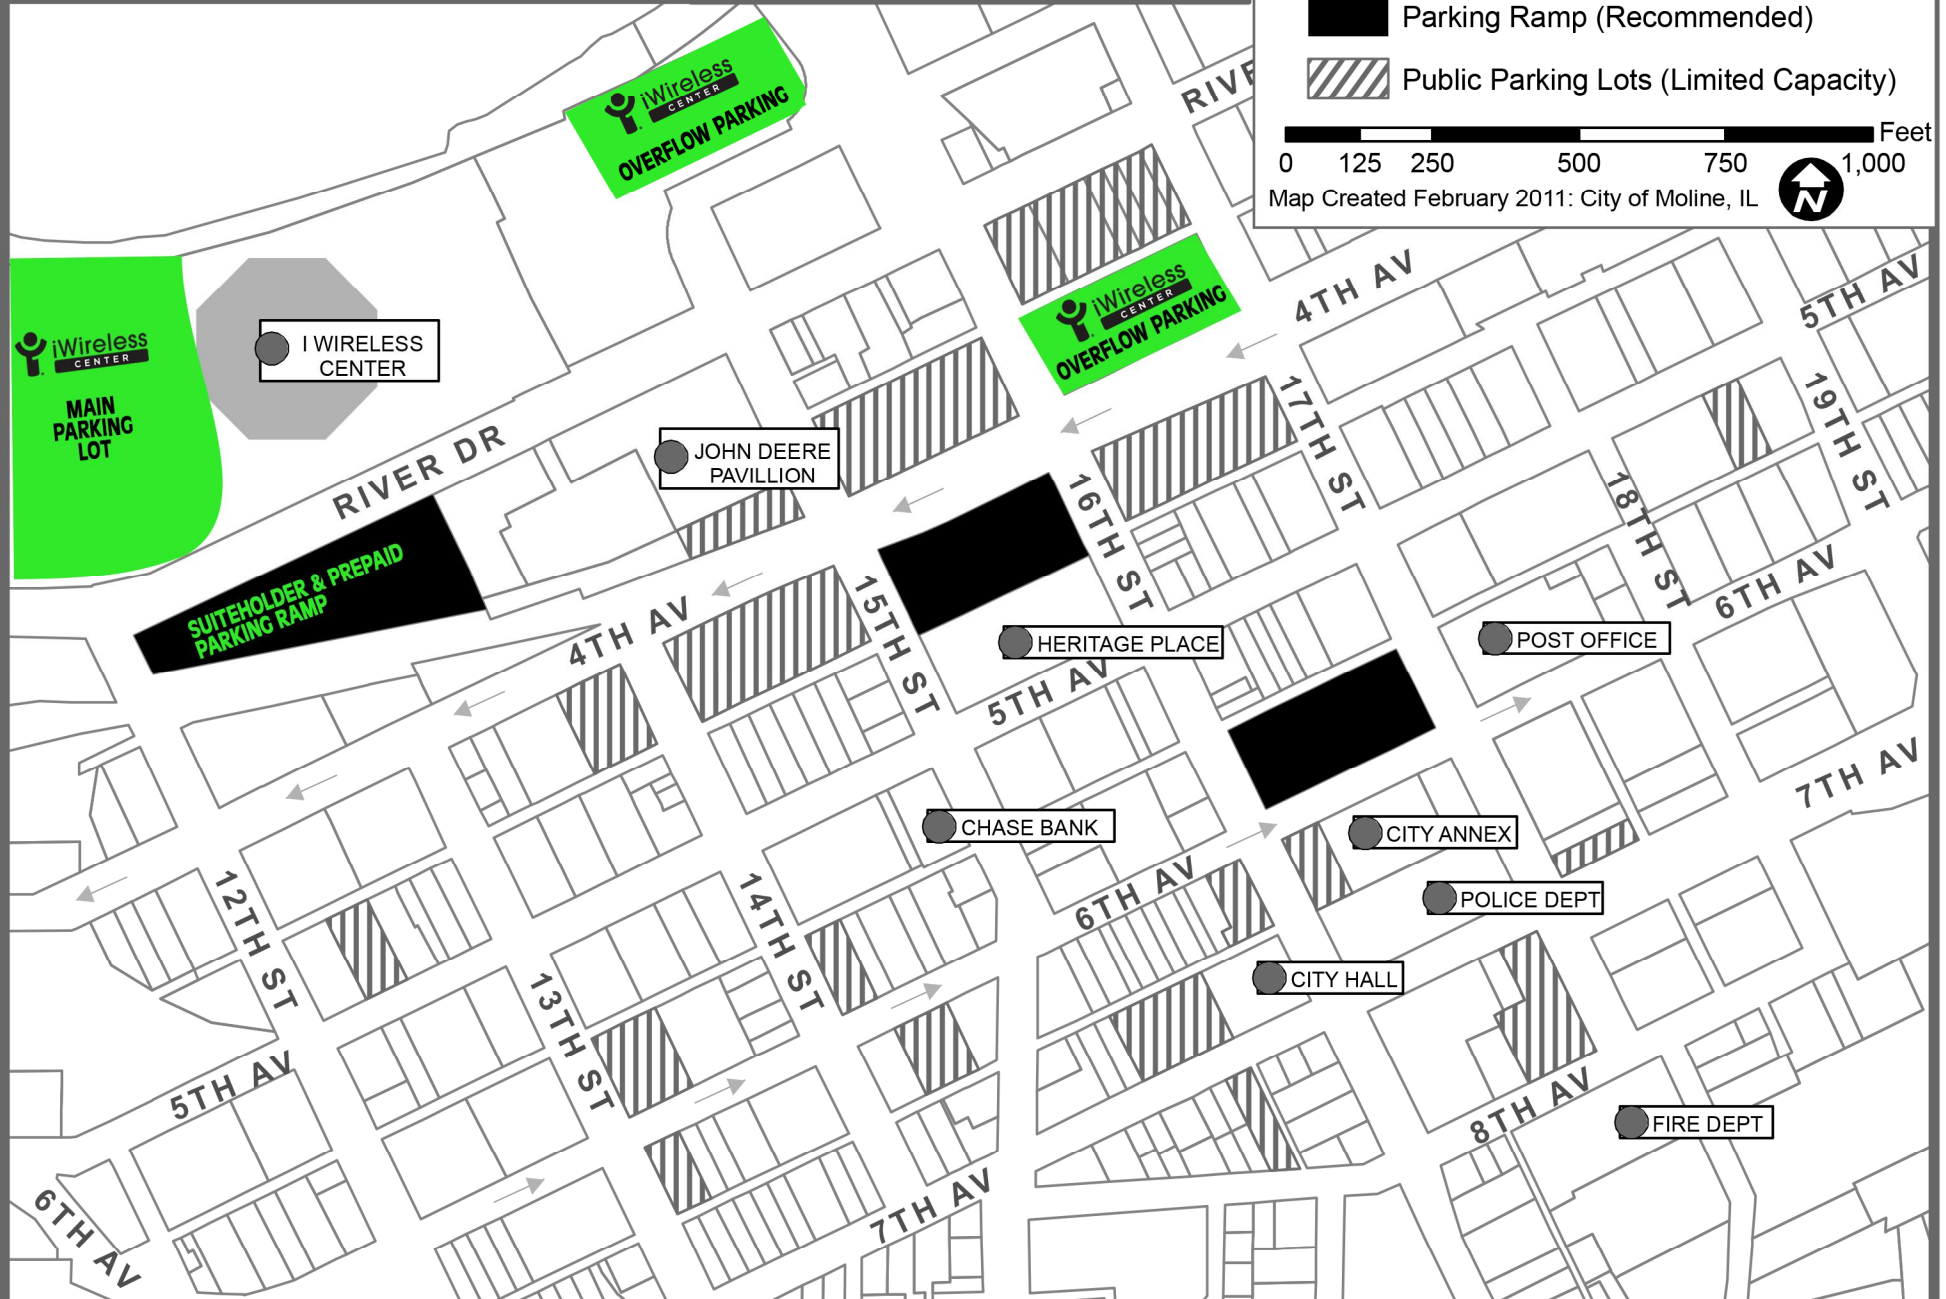 Parking Ramp (Recommended)
Public Parking Lots (Limited Capacity)
Feet
0 125 250 500 750 1,000
Map Created February 2011: City of Moline, IL
N
iWireless
CENTER
OVERFLOW PARKING
RIVE
iWireless
CENTER
OVERFLOW PARKING
4TH AV
5TH AV
iWireless
CENTER
MAIN
PARKING
LOT
I WIRELESS
CENTER
RIVER DR
JOHN DEERE
PAVILLION
17TH ST
19TH ST
16TH ST
18TH ST
SUITEHOLDER & PREPAID
PARKING RAMP
4TH AV
15TH ST
HERITAGE PLACE
POST OFFICE
6TH AV
5TH AV
7TH AV
CHASE BANK
CITY ANNEX
6TH AV
POLICE DEPT
12TH ST
14TH ST
13TH ST
CITY HALL
5TH AV
8TH AV
FIRE DEPT
6TH AV
7TH AV